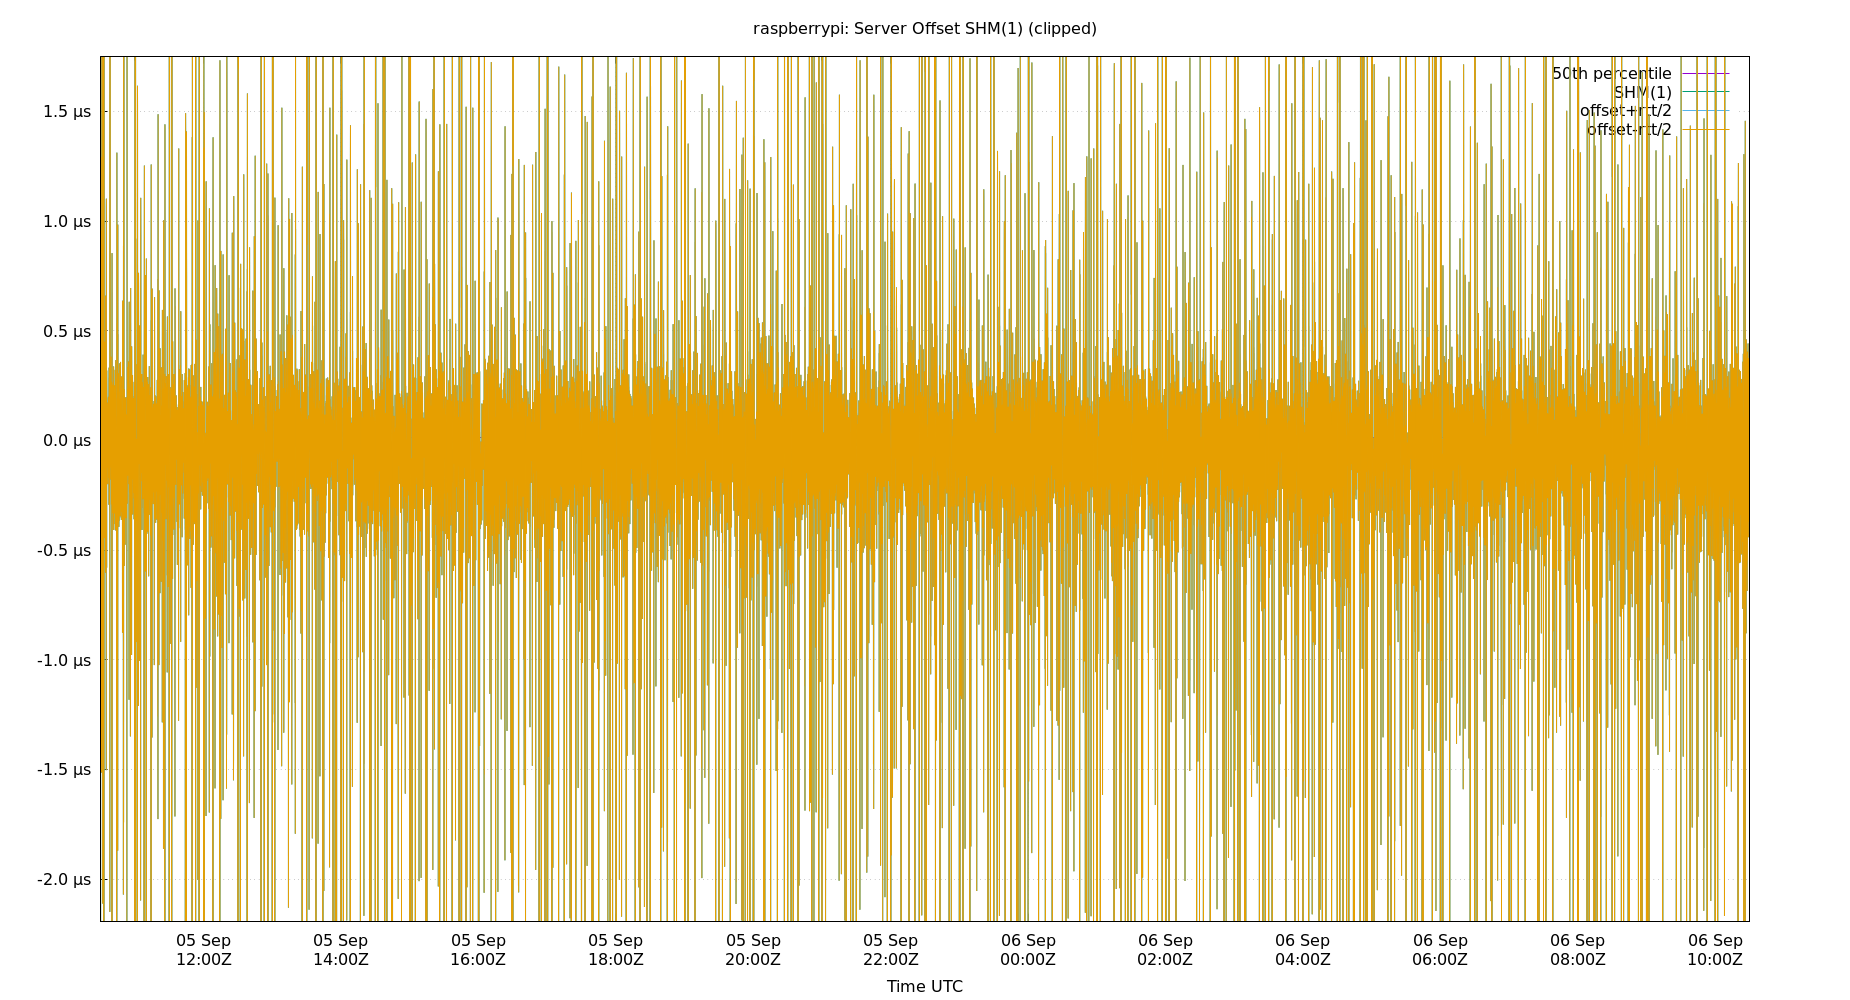 raspberrypi: Server Offset SHM(1) (clipped)
50th percentile
SHM(1)
offset+rtt/2
offset-rtt/2
1.5 µs
1.0 µs
0.5 µs
0.0 µs
-0.5 µs
-1.0 µs
-1.5 µs
-2.0 µs
05 Sep 05 Sep 05 Sep 05 Sep 05 Sep 05 Sep 06 Sep 06 Sep 06 Sep 06 Sep 06 Sep 06 Sep
12:00Z 14:00Z 16:00Z 18:00Z 20:00Z 22:00Z 00:00Z 02:00Z 04:00Z 06:00Z 08:00Z 10:00Z
Time UTC